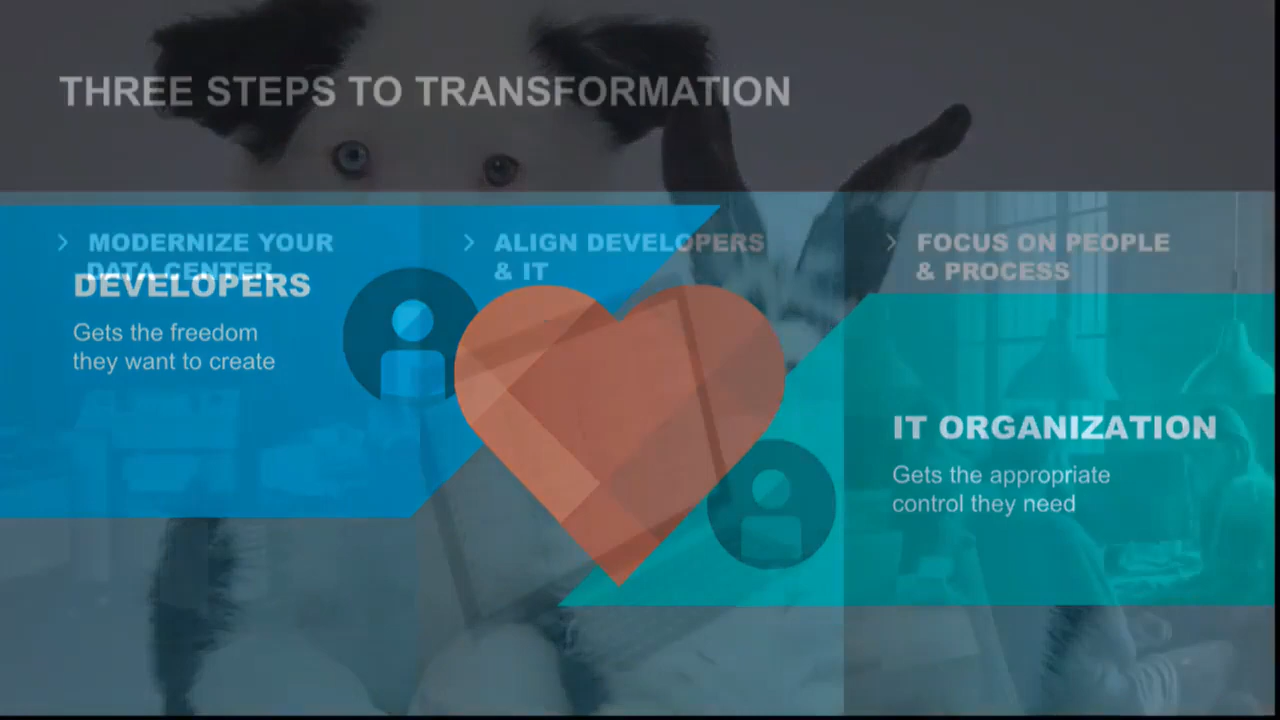 THREE STEPS TO TRANSFORMATION
MODERNIZE YOUR
DATA CENTER
ALIGN DEVELOPERS
& IT
FOCUS ON PEOPLE
& PROCESS
DEVELOPERS
Gets the freedom
they want to create
IT ORGANIZATION
Gets the appropriate
control they need